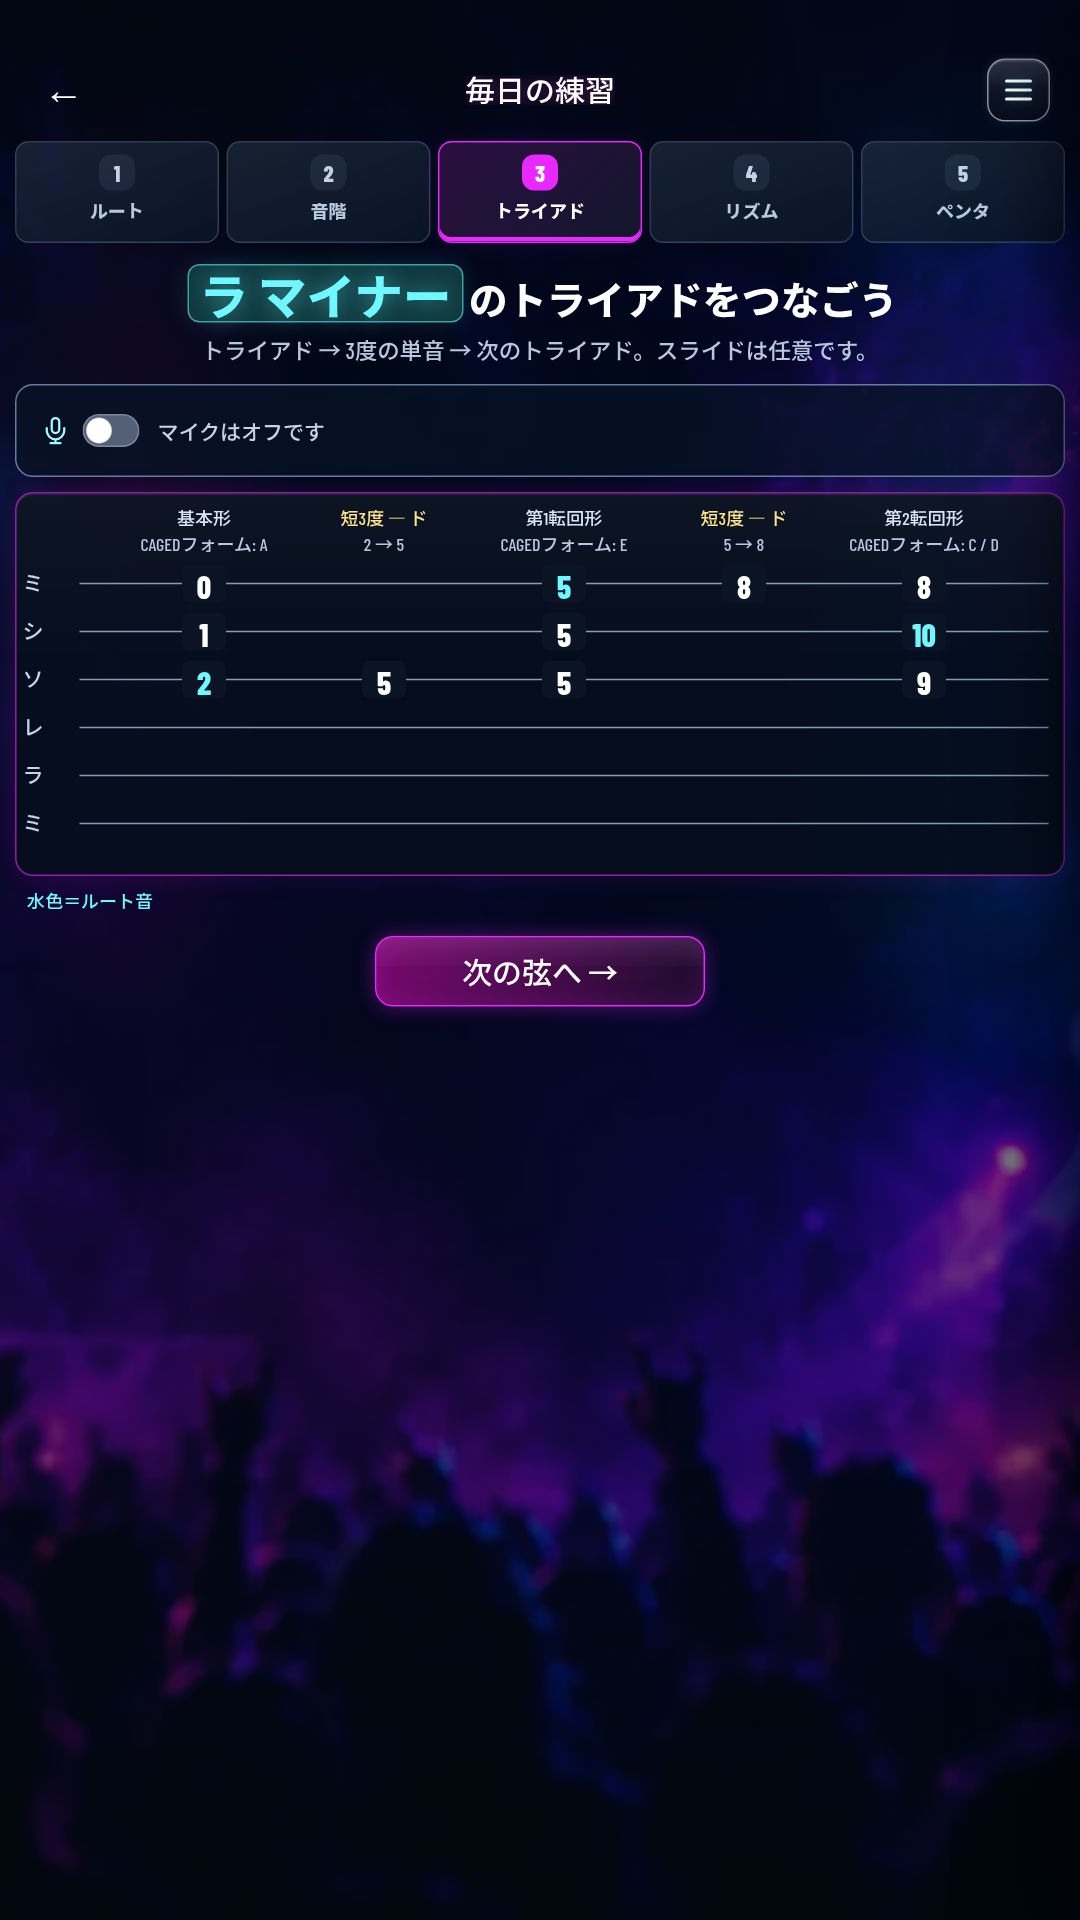 ←
毎日の練習
1 2 3 4 5
ルート 音階 トライアド リズム ペンタ
ラ マイナー のトライアドをつなごう
トライアド → 3度の単音 → 次のトライアド。スライドは任意です。
マイクはオフです
基本形 短3度 — ド 第1転回形 短3度 — ド 第2転回形
CAGEDフォーム: A 2 → 5 CAGEDフォーム: E 5 → 8 CAGEDフォーム: C / D
ミ 0 5 8 8
シ 1 5 10
ソ 2 5 5 9
レ
ラ
ミ
水色＝ルート音
次の弦へ →